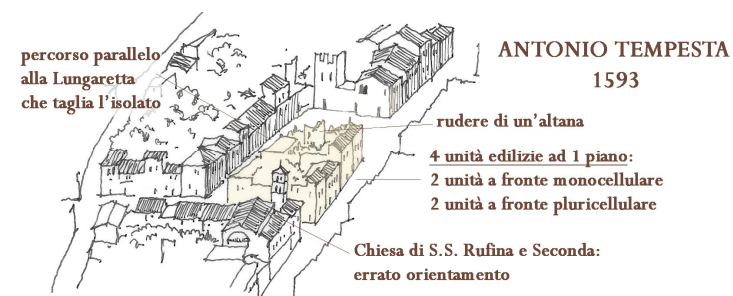 percorso parallelo
alla Lungaretta
che taglia l'isolato
ANTONIO TEMPESTA
1593
rudere di un'altana
4 unità edilizie ad 1 piano:
2 unità a fronte monocellulare
2 unità a fronte pluricellulare
Chiesa di S.S. Rufina e Seconda:
errato orientamento